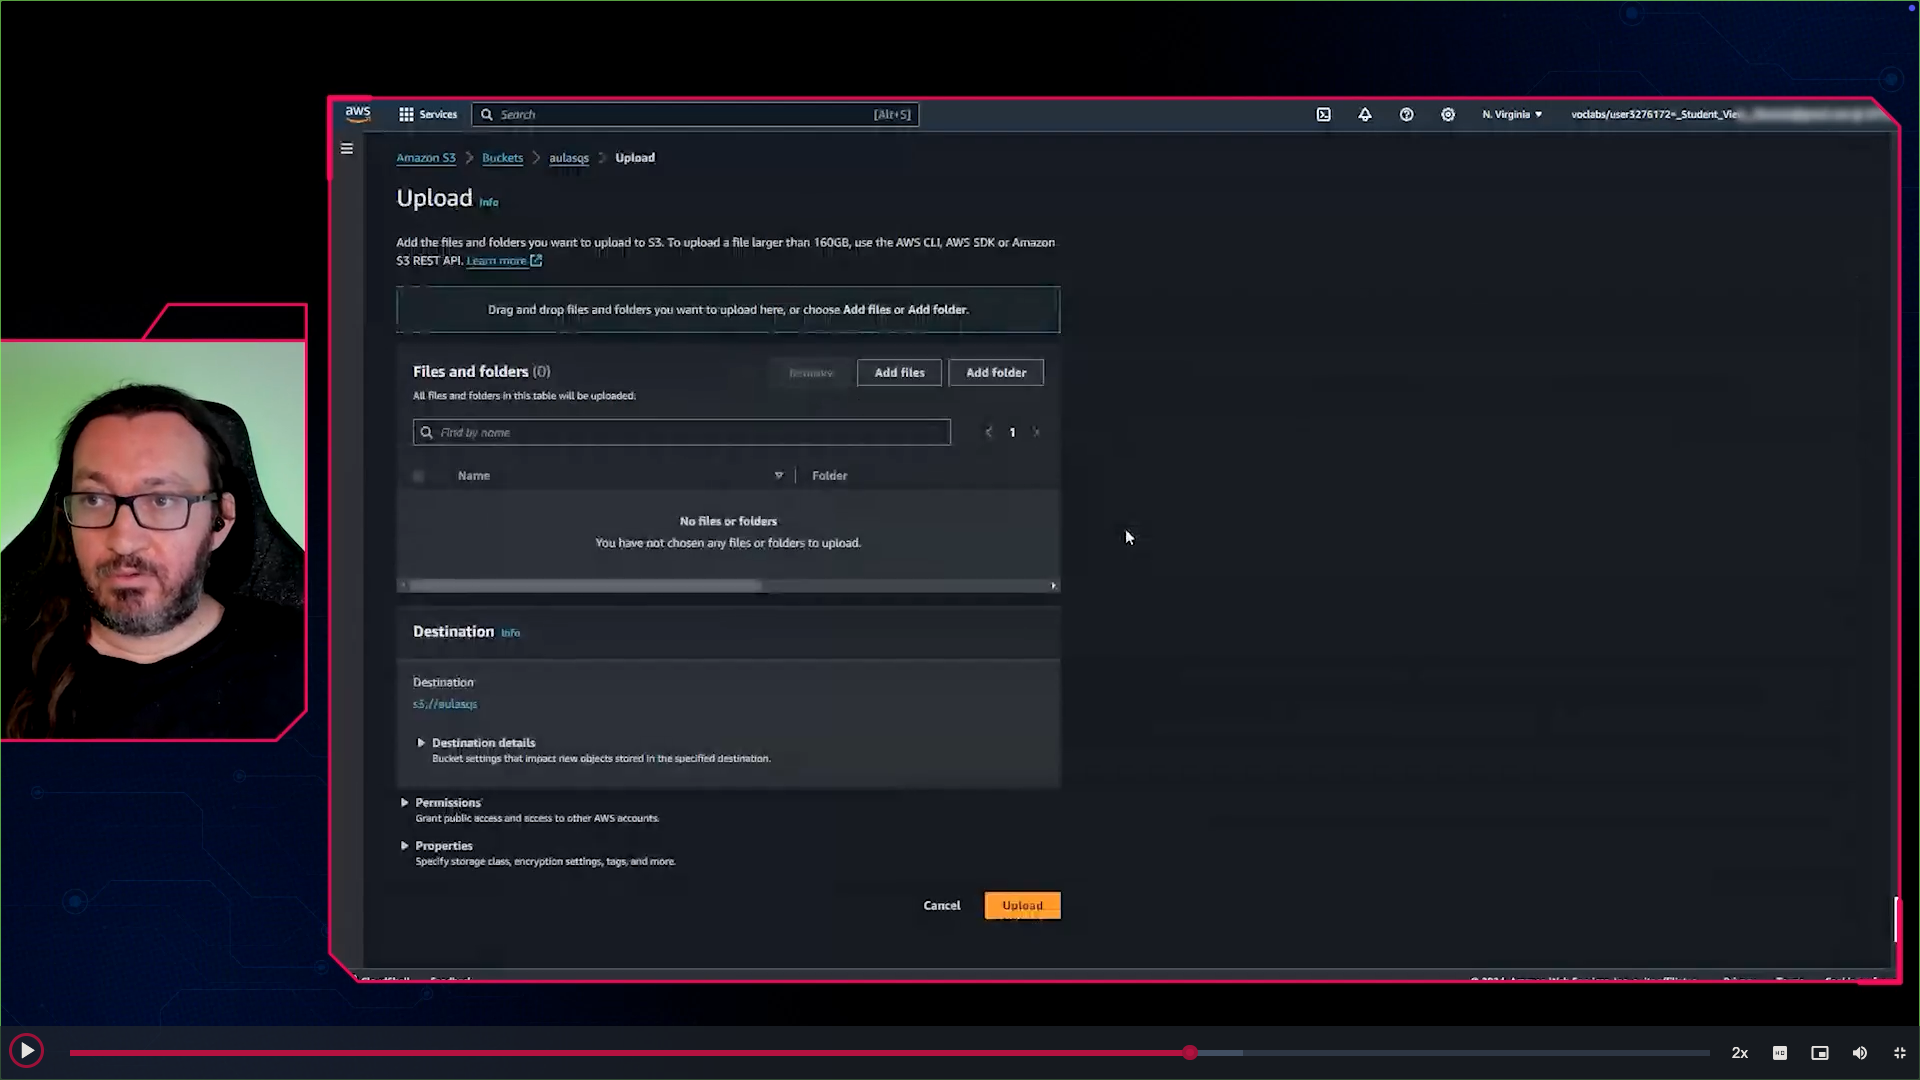 aws
Services
Search
[Alt+S]
N. Virginia
voclabs/user3276172=_Student_Vie
Amazon S3
Buckets
aulasqs
Upload
Upload
Info
Add the files and folders you want to upload to S3. To upload a file larger than 160GB, use the AWS CLI, AWS SDK or Amazon
S3 REST API. Learn more
Drag and drop files and folders you want to upload here, or choose Add files or Add folder.
Files and folders (0)
Remove
Add files
Add folder
All files and folders in this table will be uploaded.
Find by name
1
Name
Folder
No files or folders
You have not chosen any files or folders to upload.
Destination
Info
Destination
s3://aulasqs
Destination details
Bucket settings that impact new objects stored in the specified destination.
Permissions
Grant public access and access to other AWS accounts.
Properties
Specify storage class, encryption settings, tags, and more.
Cancel
Upload
2x
HD